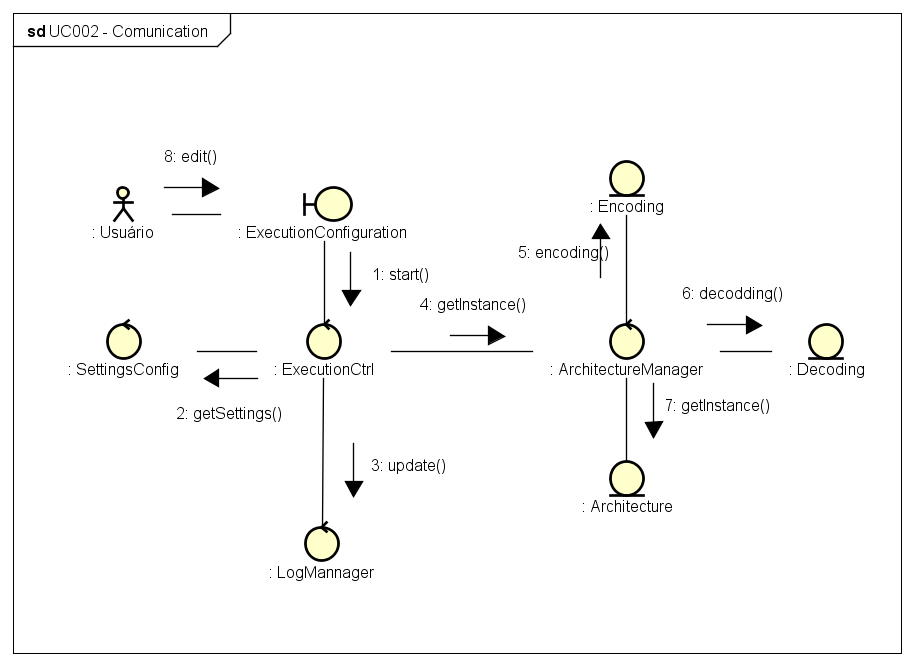 sd UC002 - Comunication
8: edit()
: Usuário
: ExecutionConfiguration
: Encoding
1: start()
5: encoding()
4: getInstance()
6: decodding()
: SettingsConfig
: ExecutionCtrl
: ArchitectureManager
: Decoding
2: getSettings()
7: getInstance()
3: update()
: Architecture
: LogMannager